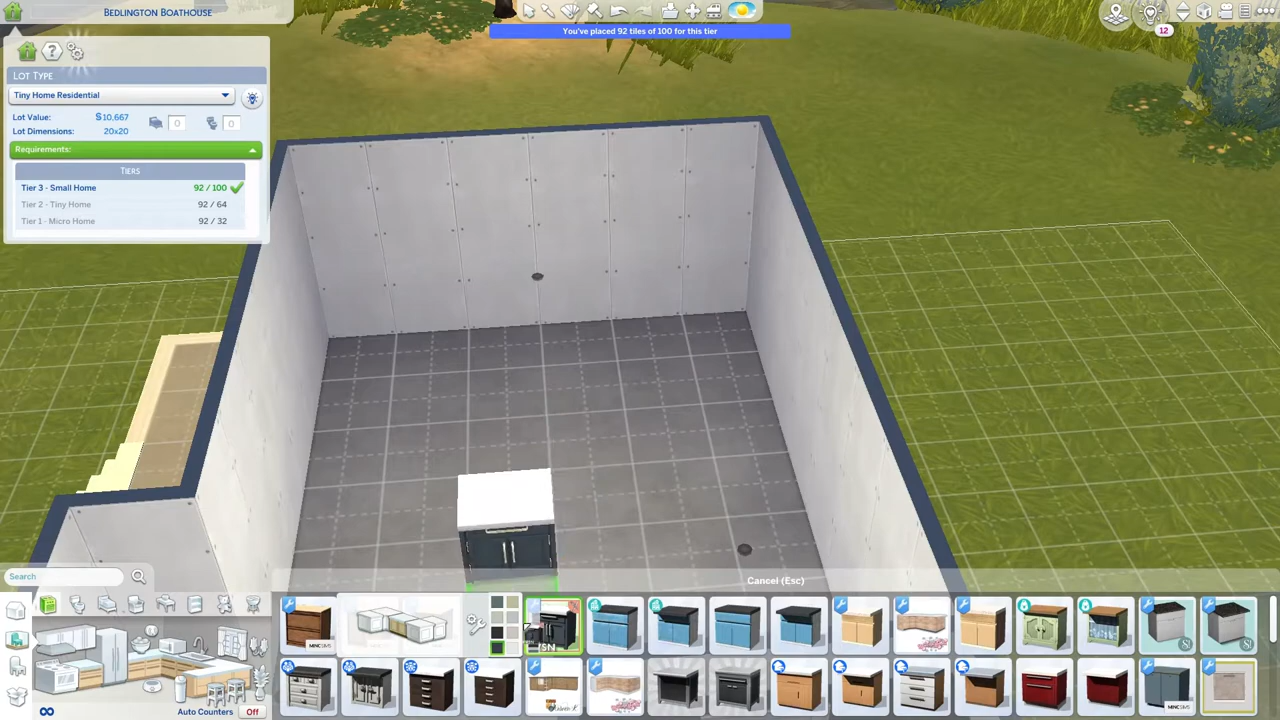 BEDLINGTON BOATHOUSE
You've placed 92 tiles of 100 for this tier
12
LOT TYPE
Tiny Home Residential
Lot Value: §10,667
0
0
Lot Dimensions: 20x20
Requirements:
TIERS
Tier 3 - Small Home 92 / 100
Tier 2 - Tiny Home 92 / 64
Tier 1 - Micro Home 92 / 32
Cancel (Esc)
Search
MINCSIMS
MINCSIMS
Auto Counters Off